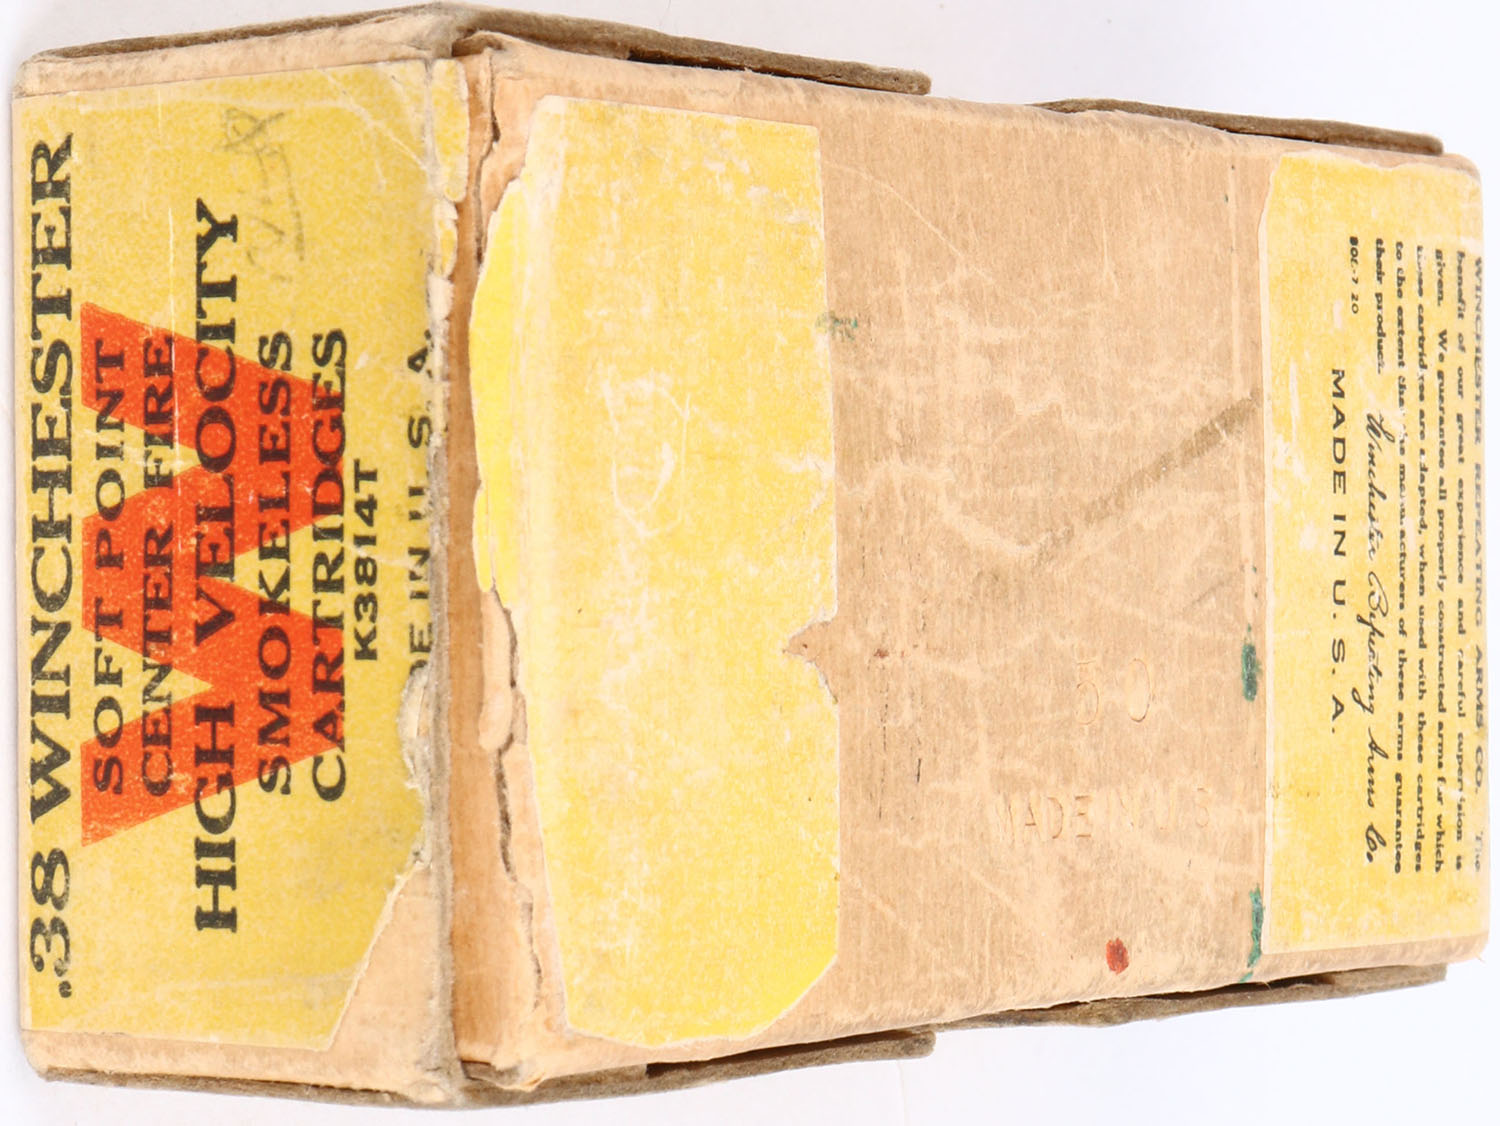 .38 WINCHESTER
SOFT POINT
CENTER FIRE
HIGH VELOCITY
SMOKELESS
CARTRIDGES
K3814T
DE IN U. S. A.
50
MADE IN U S
WINCHESTER REPEATING ARMS CO. The
benefit of our great experience and careful supervision is
given. We guarantee all properly constructed arms for which
these cartridges are adapted, when used with these cartridges
to the extent that the manufacturers of these arms guarantee
their product. Winchester Repeating Arms Co.
MADE IN U. S. A.